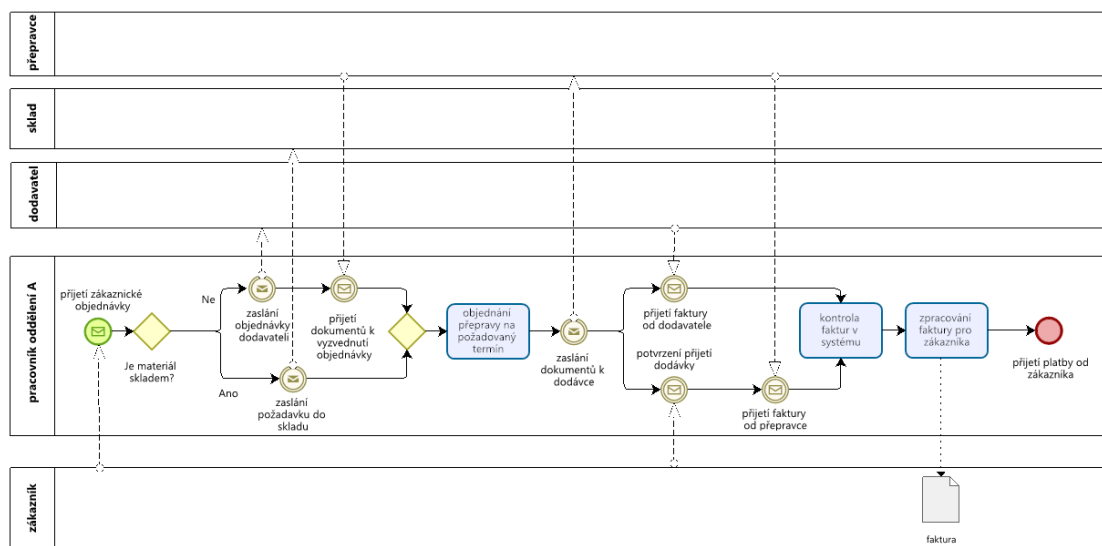 přepravce
sklad
dodavatel
pracovník oddělení A
přijetí zákaznické
objednávky
Je materiál
skladem?
Ne
Ano
zaslání
objednávky
dodavateli
zaslání
požadavku do
skladu
přijetí
dokumentů k
vyzvednutí
objednávky
objednání
přepravy na
požadovaný
termín
zaslání
dokumentů k
dodávce
přijetí faktury
od dodavatele
potvrzení přijetí
dodávky
přijetí faktury
od přepravce
kontrola
faktur v
systému
zpracování
faktury pro
zákazníka
přijetí platby od
zákazníka
zákazník
faktura